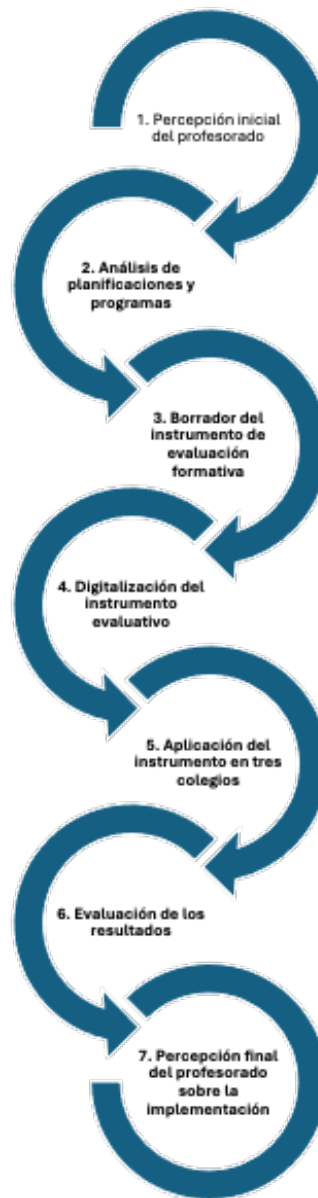 1. Percepción inicial
del profesorado
2. Análisis de
planificaciones y
programas
3. Borrador del
instrumento de
evaluación
formativa
4. Digitalización del
instrumento
evaluativo
5. Aplicación del
instrumento en tres
colegios
6. Evaluación de los
resultados
7. Percepción final
del profesorado
sobre la
implementación